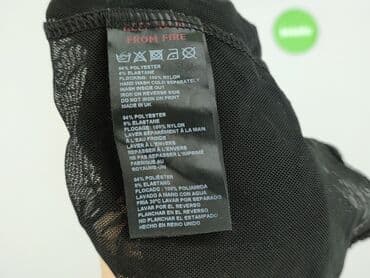 KEEP AWAY
FROM FIRE
94% POLYESTER
6% ELASTANE
FLOCKING: 100% NYLON
HAND WASH COLD SEPARATELY
WASH INSIDE OUT
IRON ON REVERSE SIDE
DO NOT IRON ON PRINT
MADE IN UK
94% POLYESTER
6% ELASTANE
FLOCAGE: 100% NYLON
LAVER SÉPARÉMENT À LA MAIN
À L'EAU FROIDE
LAVER À L'ENVERS
REPASSER À L'ENVERS
NE PAS REPASSER L'IMPRIMÉ
FABRIQUÉ AU
ROYAUME-UNI
94% POLIÉSTER
6% ELASTANO
FLOCADO: 100% POLIAMIDA
LAVADO A MANO CON AGUA
FRÍA 30°C LAVAR POR SEPARADO
LAVAR POR EL REVERSO
PLANCHAR EN EL REVERSO
NO PLANCHAR EL ESTAMPADO
HECHO EN REINO UNIDO